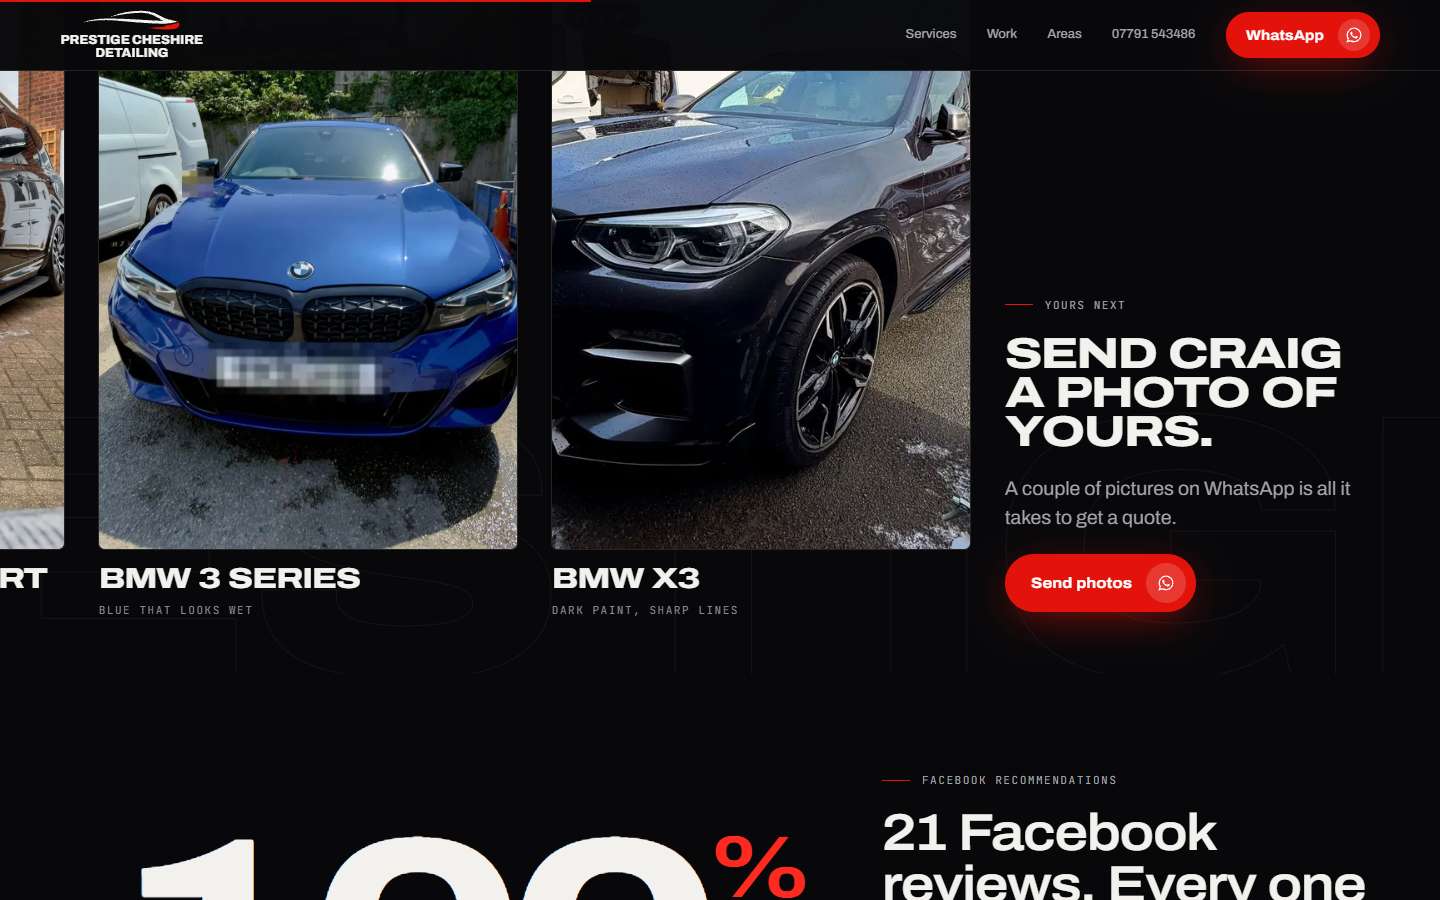 PRESTIGE CHESHIRE
DETAILING
Services
Work
Areas
07791 543486
WhatsApp
YOURS NEXT
SEND CRAIG
A PHOTO OF
YOURS.
A couple of pictures on WhatsApp is all it
takes to get a quote.
Send photos
RT
BMW 3 SERIES
BLUE THAT LOOKS WET
BMW X3
DARK PAINT, SHARP LINES
100%
FACEBOOK RECOMMENDATIONS
21 Facebook
reviews. Every one